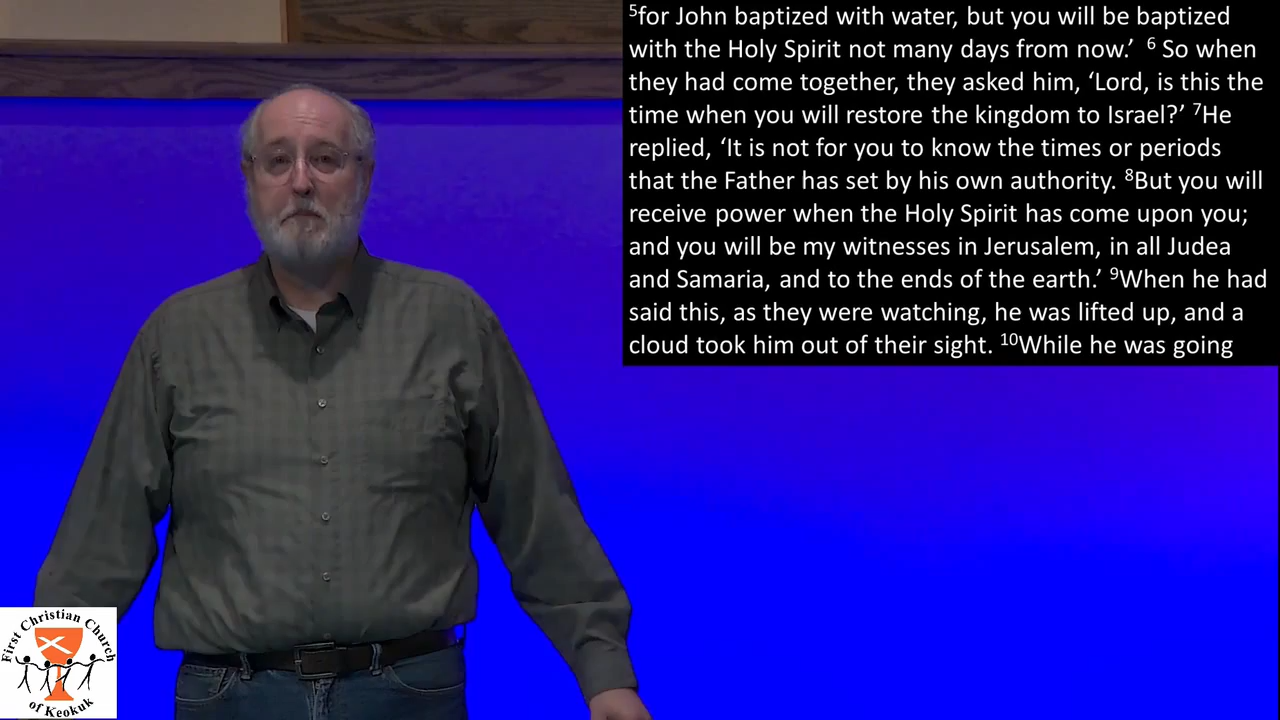 ⁵for John baptized with water, but you will be baptized
with the Holy Spirit not many days from now.’ ⁶ So when
they had come together, they asked him, ‘Lord, is this the
time when you will restore the kingdom to Israel?’ ⁷He
replied, ‘It is not for you to know the times or periods
that the Father has set by his own authority. ⁸But you will
receive power when the Holy Spirit has come upon you;
and you will be my witnesses in Jerusalem, in all Judea
and Samaria, and to the ends of the earth.’ ⁹When he had
said this, as they were watching, he was lifted up, and a
cloud took him out of their sight. ¹⁰While he was going
First Christian Church
of Keokuk